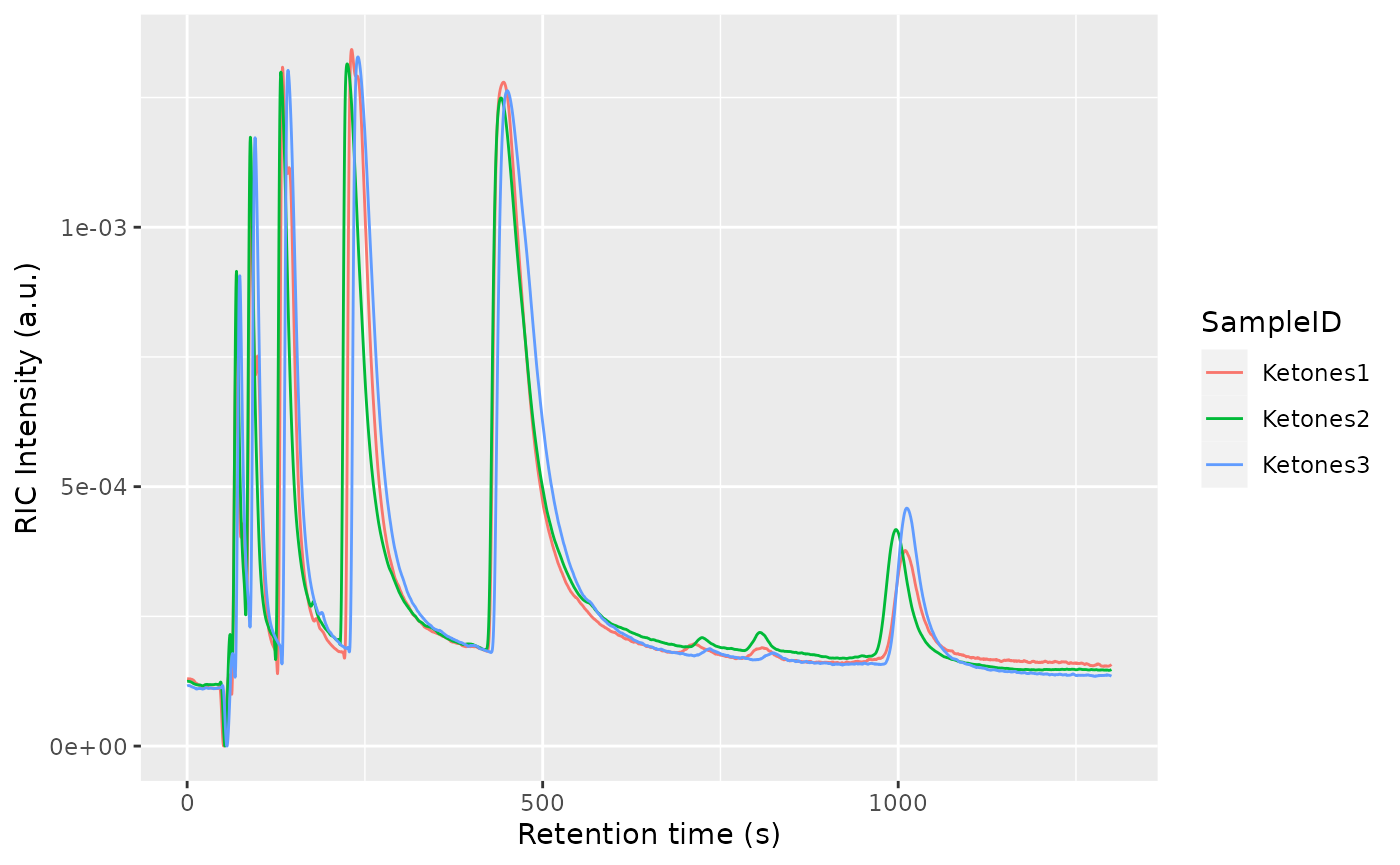 RIC Intensity (a.u.)
1e-03
5e-04
0e+00
0
500
1000
Retention time (s)
SampleID
Ketones1
Ketones2
Ketones3